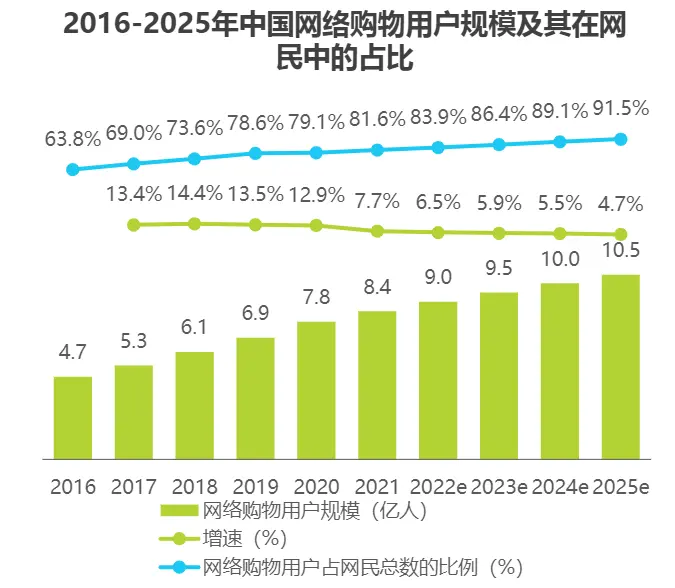 2016-2025年中国网络购物用户规模及其在网
民中的占比
63.8% 69.0% 73.6% 78.6% 79.1% 81.6% 83.9% 86.4% 89.1% 91.5%
13.4% 14.4% 13.5% 12.9% 7.7% 6.5% 5.9% 5.5% 4.7%
4.7 5.3 6.1 6.9 7.8 8.4 9.0 9.5 10.0 10.5
2016 2017 2018 2019 2020 2021 2022e 2023e 2024e 2025e
网络购物用户规模（亿人）
增速（%）
网络购物用户占网民总数的比例（%）